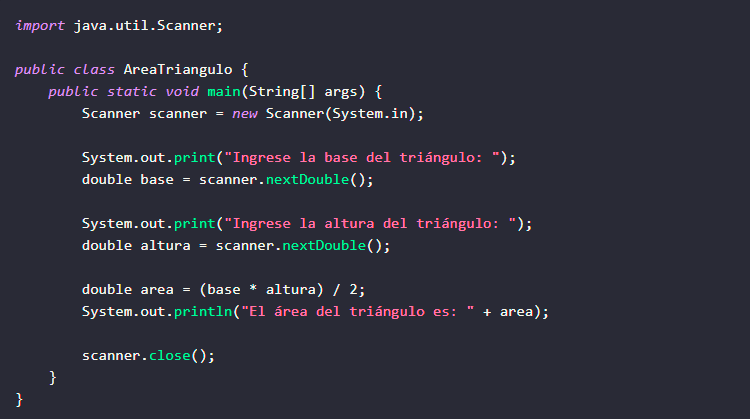 import java.util.Scanner;
public class AreaTriangulo {
public static void main(String[] args) {
Scanner scanner = new Scanner(System.in);
System.out.print("Ingrese la base del triángulo: ");
double base = scanner.nextDouble();
System.out.print("Ingrese la altura del triángulo: ");
double altura = scanner.nextDouble();
double area = (base * altura) / 2;
System.out.println("El área del triángulo es: " + area);
scanner.close();
}
}